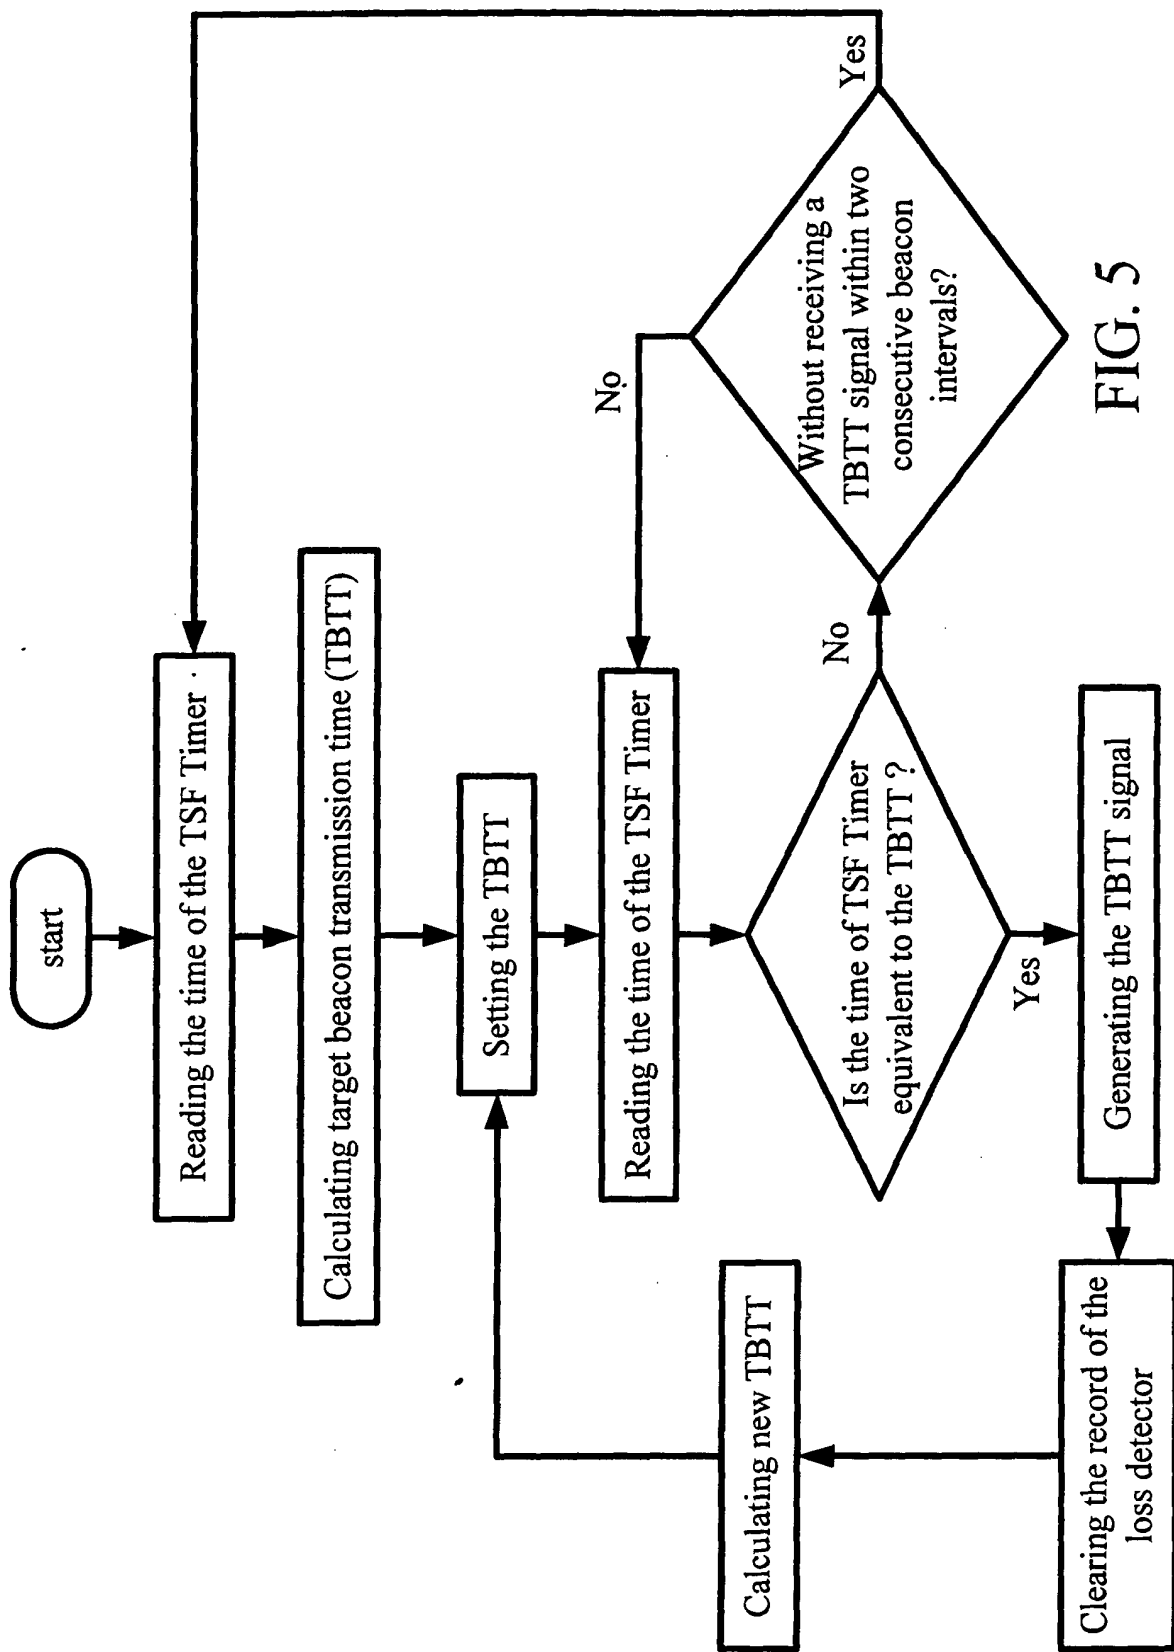 start
Reading the time of the TSF Timer
Calculating target beacon transmission time (TBTT)
Setting the TBTT
Reading the time of the TSF Timer
Is the time of TSF Timer
equivalent to the TBTT ?
No
Yes
Without receiving a
TBTT signal within two
consecutive beacon
intervals?
No
Yes
Generating the TBTT signal
Clearing the record of the
loss detector
Calculating new TBTT
FIG. 5